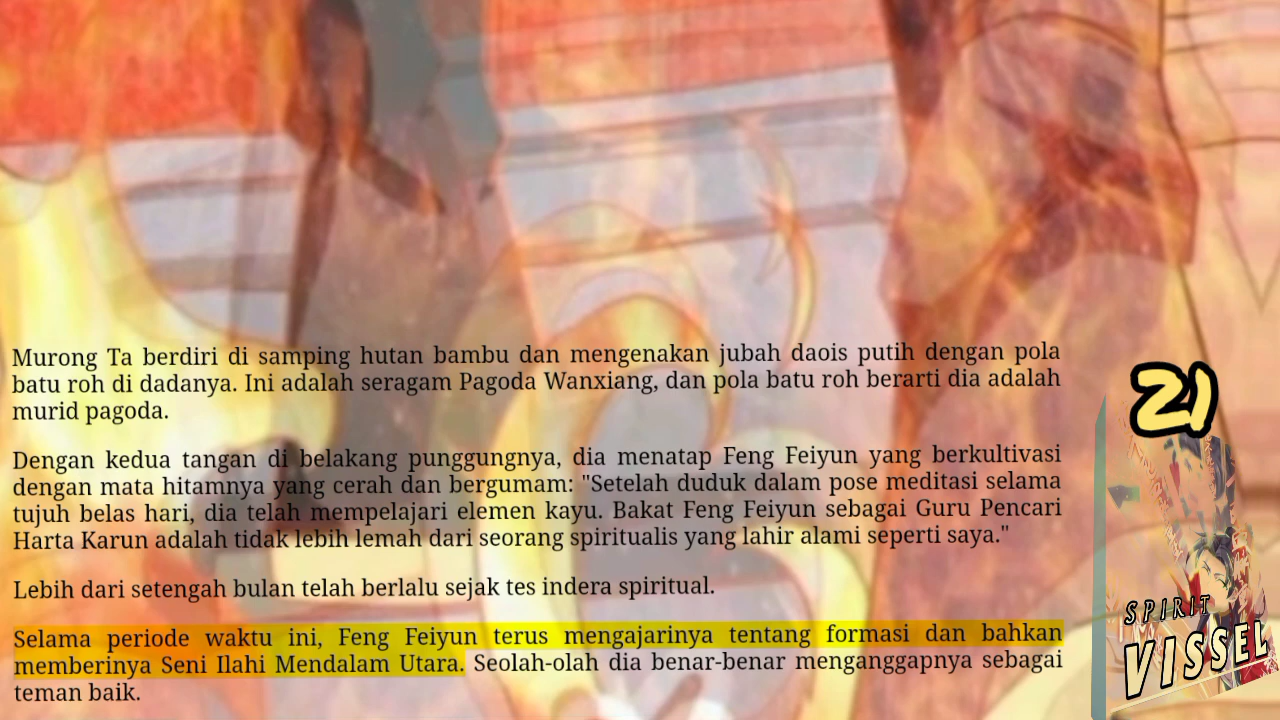 Murong Ta berdiri di samping hutan bambu dan mengenakan jubah daois putih dengan pola
batu roh di dadanya. Ini adalah seragam Pagoda Wanxiang, dan pola batu roh berarti dia adalah
murid pagoda.
Dengan kedua tangan di belakang punggungnya, dia menatap Feng Feiyun yang berkultivasi
dengan mata hitamnya yang cerah dan bergumam: "Setelah duduk dalam pose meditasi selama
tujuh belas hari, dia telah mempelajari elemen kayu. Bakat Feng Feiyun sebagai Guru Pencari
Harta Karun adalah tidak lebih lemah dari seorang spiritualis yang lahir alami seperti saya."
Lebih dari setengah bulan telah berlalu sejak tes indera spiritual.
Selama periode waktu ini, Feng Feiyun terus mengajarinya tentang formasi dan bahkan
memberinya Seni Ilahi Mendalam Utara. Seolah-olah dia benar-benar menganggapnya sebagai
teman baik.
21
SPIRIT
VISSEL